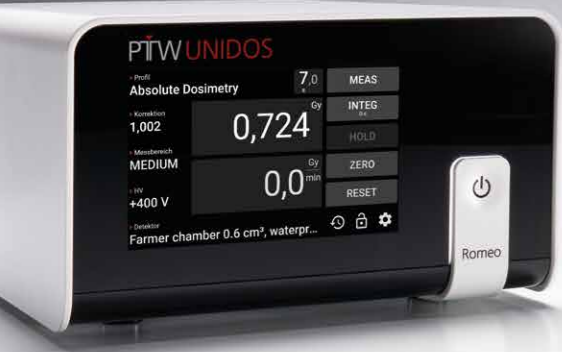 PTW UNIDOS
Profil
Absolute Dosimetry
7,0
s
MEAS
Korrektion
1,002
0,724
Gy
INTEG
HOLD
Messbereich
MEDIUM
0,0
Gy
min
ZERO
HV
+400 V
RESET
Detektor
Farmer chamber 0.6 cm³, waterpr...
Romeo